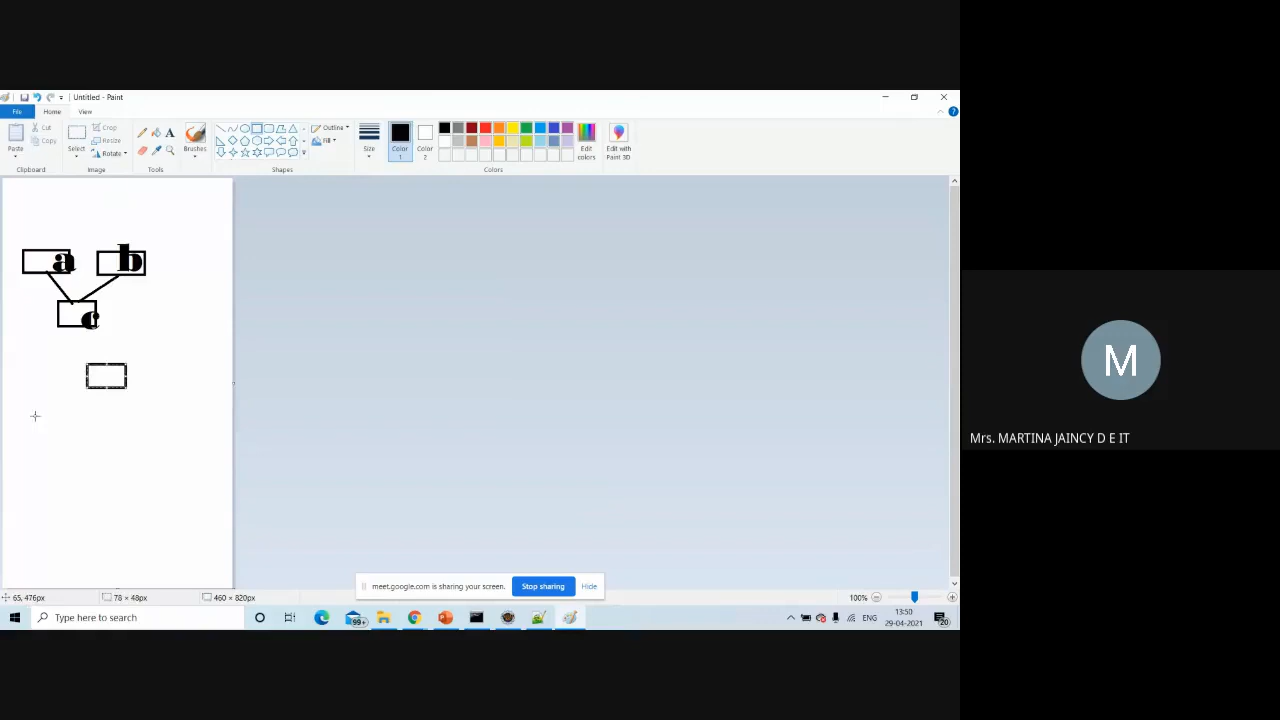 Untitled - Paint
File Home View
Paste
Cut
Copy
Clipboard
Select
Crop
Resize
Rotate
Image
Tools
Brushes
Shapes
Outline
Fill
Size
Color 1
Color 2
Colors
Edit colors
Edit with Paint 3D
a b
c
M
Mrs. MARTINA JAINCY D E IT
meet.google.com is sharing your screen. Stop sharing Hide
65, 476px 78 × 48px 460 × 820px 100%
Type here to search 99+ ENG 13:50
29-04-2021 20